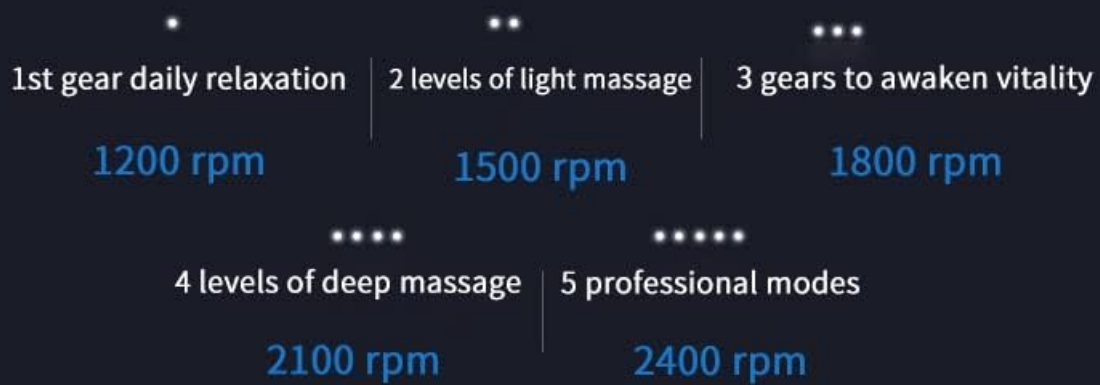 1st gear daily relaxation
2 levels of light massage
3 gears to awaken vitality
1200 rpm
1500 rpm
1800 rpm
4 levels of deep massage
5 professional modes
2100 rpm
2400 rpm